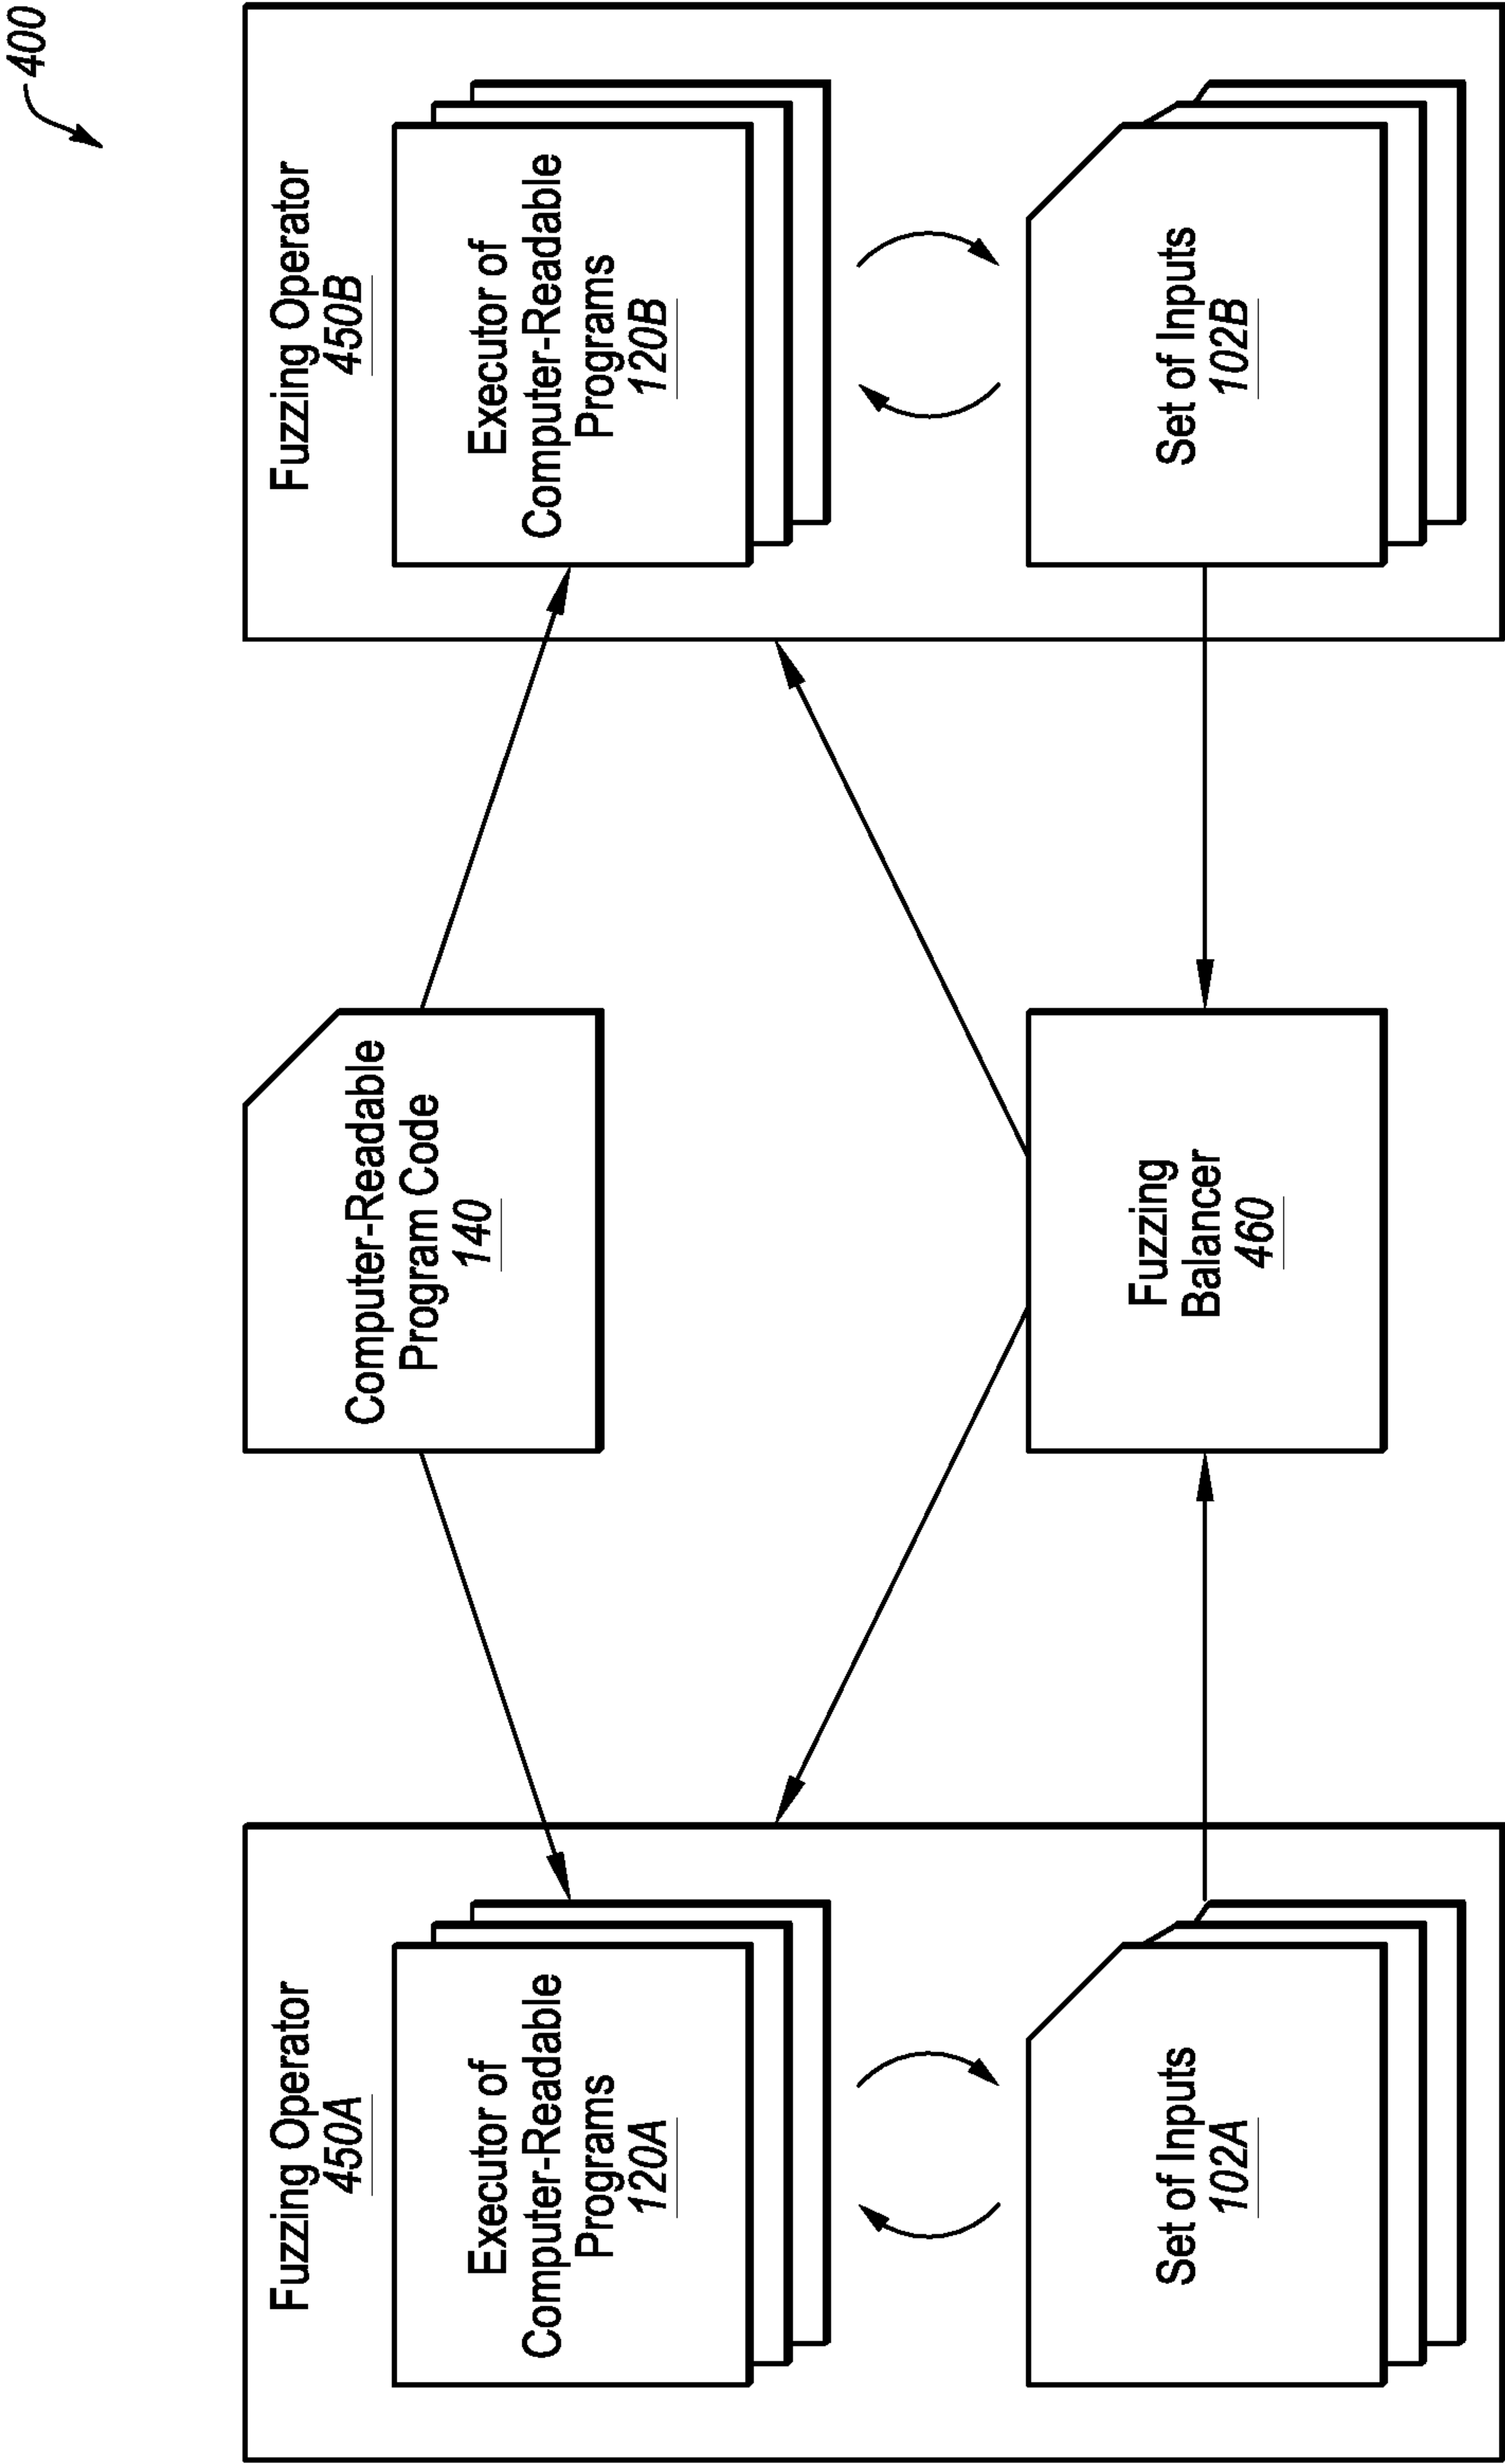 400
Fuzzing Operator
450A
Executor of
Computer-Readable
Programs
120A
Set of Inputs
102A
Computer-Readable
Program Code
140
Fuzzing
Balancer
460
Fuzzing Operator
450B
Executor of
Computer-Readable
Programs
120B
Set of Inputs
102B